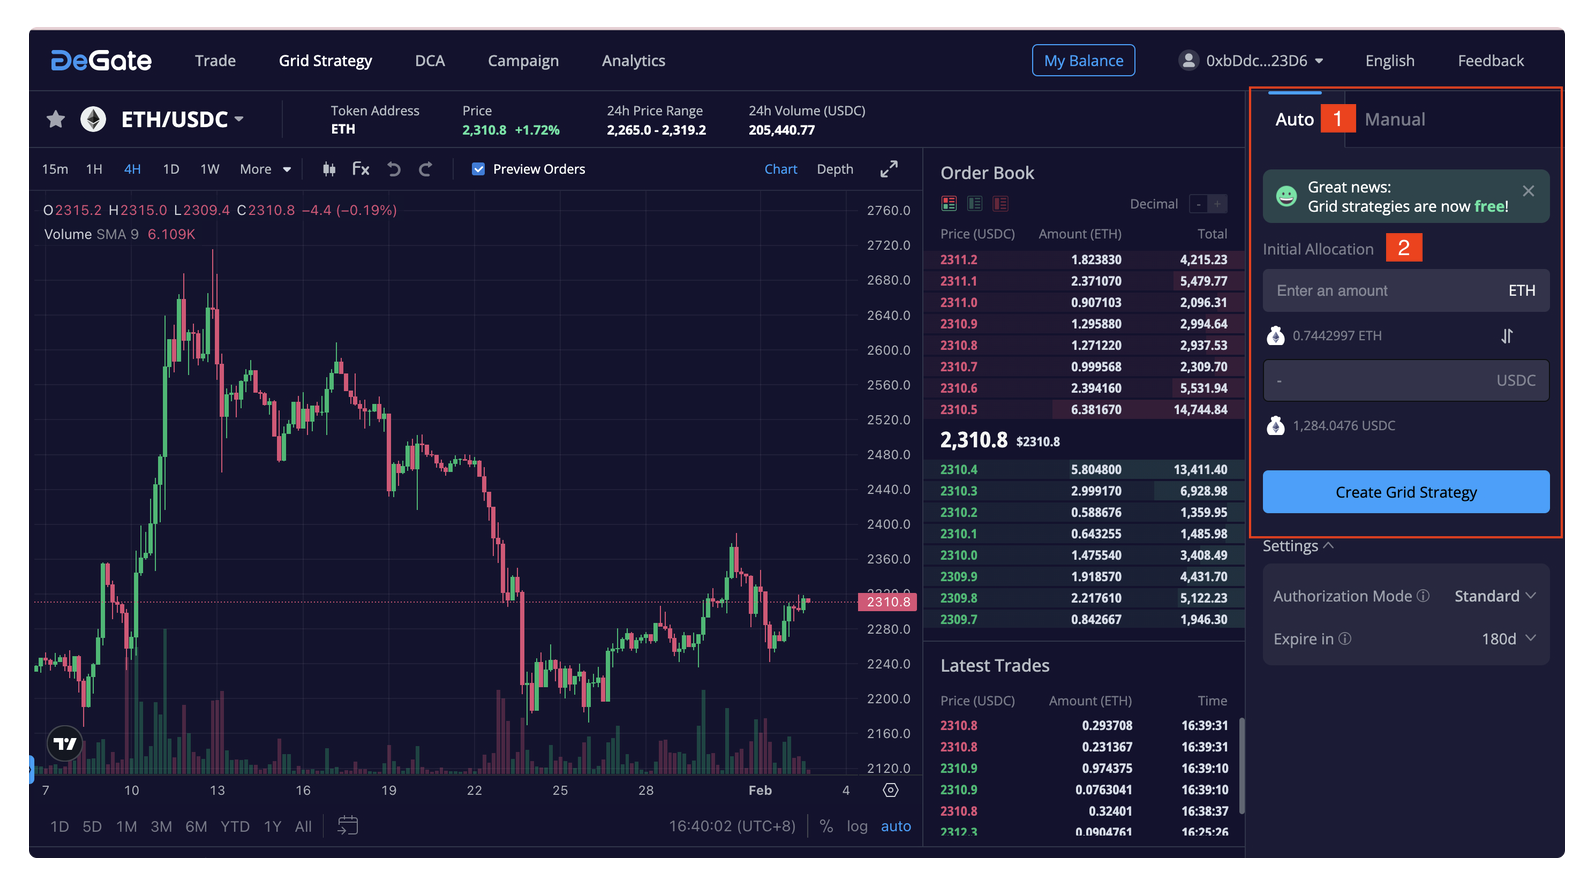 DeGate Trade Grid Strategy DCA Campaign Analytics My Balance 0xbDdc...23D6 English Feedback
ETH/USDC
Token Address
ETH
Price
2,310.8 +1.72%
24h Price Range
2,265.0 - 2,319.2
24h Volume (USDC)
205,440.77
15m 1H 4H 1D 1W More Fx Preview Orders Chart Depth
O2315.2 H2315.0 L2309.4 C2310.8 −4.4 (−0.19%)
Volume SMA 9 6.109K
2760.0
2720.0
2680.0
2640.0
2600.0
2560.0
2520.0
2480.0
2440.0
2400.0
2360.0
2310.8
2280.0
2240.0
2200.0
2160.0
2120.0
7 10 13 16 19 22 25 28 Feb 4
1D 5D 1M 3M 6M YTD 1Y All 16:40:02 (UTC+8) % log auto
Order Book
Decimal - +
Price (USDC) Amount (ETH) Total
2311.2 1.823830 4,215.23
2311.1 2.371070 5,479.77
2311.0 0.907103 2,096.31
2310.9 1.295880 2,994.64
2310.8 1.271220 2,937.53
2310.7 0.999568 2,309.70
2310.6 2.394160 5,531.94
2310.5 6.381670 14,744.84
2,310.8 $2310.8
2310.4 5.804800 13,411.40
2310.3 2.999170 6,928.98
2310.2 0.588676 1,359.95
2310.1 0.643255 1,485.98
2310.0 1.475540 3,408.49
2309.9 1.918570 4,431.70
2309.8 2.217610 5,122.23
2309.7 0.842667 1,946.30
Latest Trades
Price (USDC) Amount (ETH) Time
2310.8 0.293708 16:39:31
2310.8 0.231367 16:39:31
2310.9 0.974375 16:39:10
2310.9 0.0763041 16:39:10
2310.8 0.32401 16:38:37
2312.3 0.0904761 16:25:26
Auto 1 Manual
Great news:
Grid strategies are now free!
Initial Allocation 2
Enter an amount ETH
0.7442997 ETH
- USDC
1,284.0476 USDC
Create Grid Strategy
Settings
Authorization Mode Standard
Expire in 180d